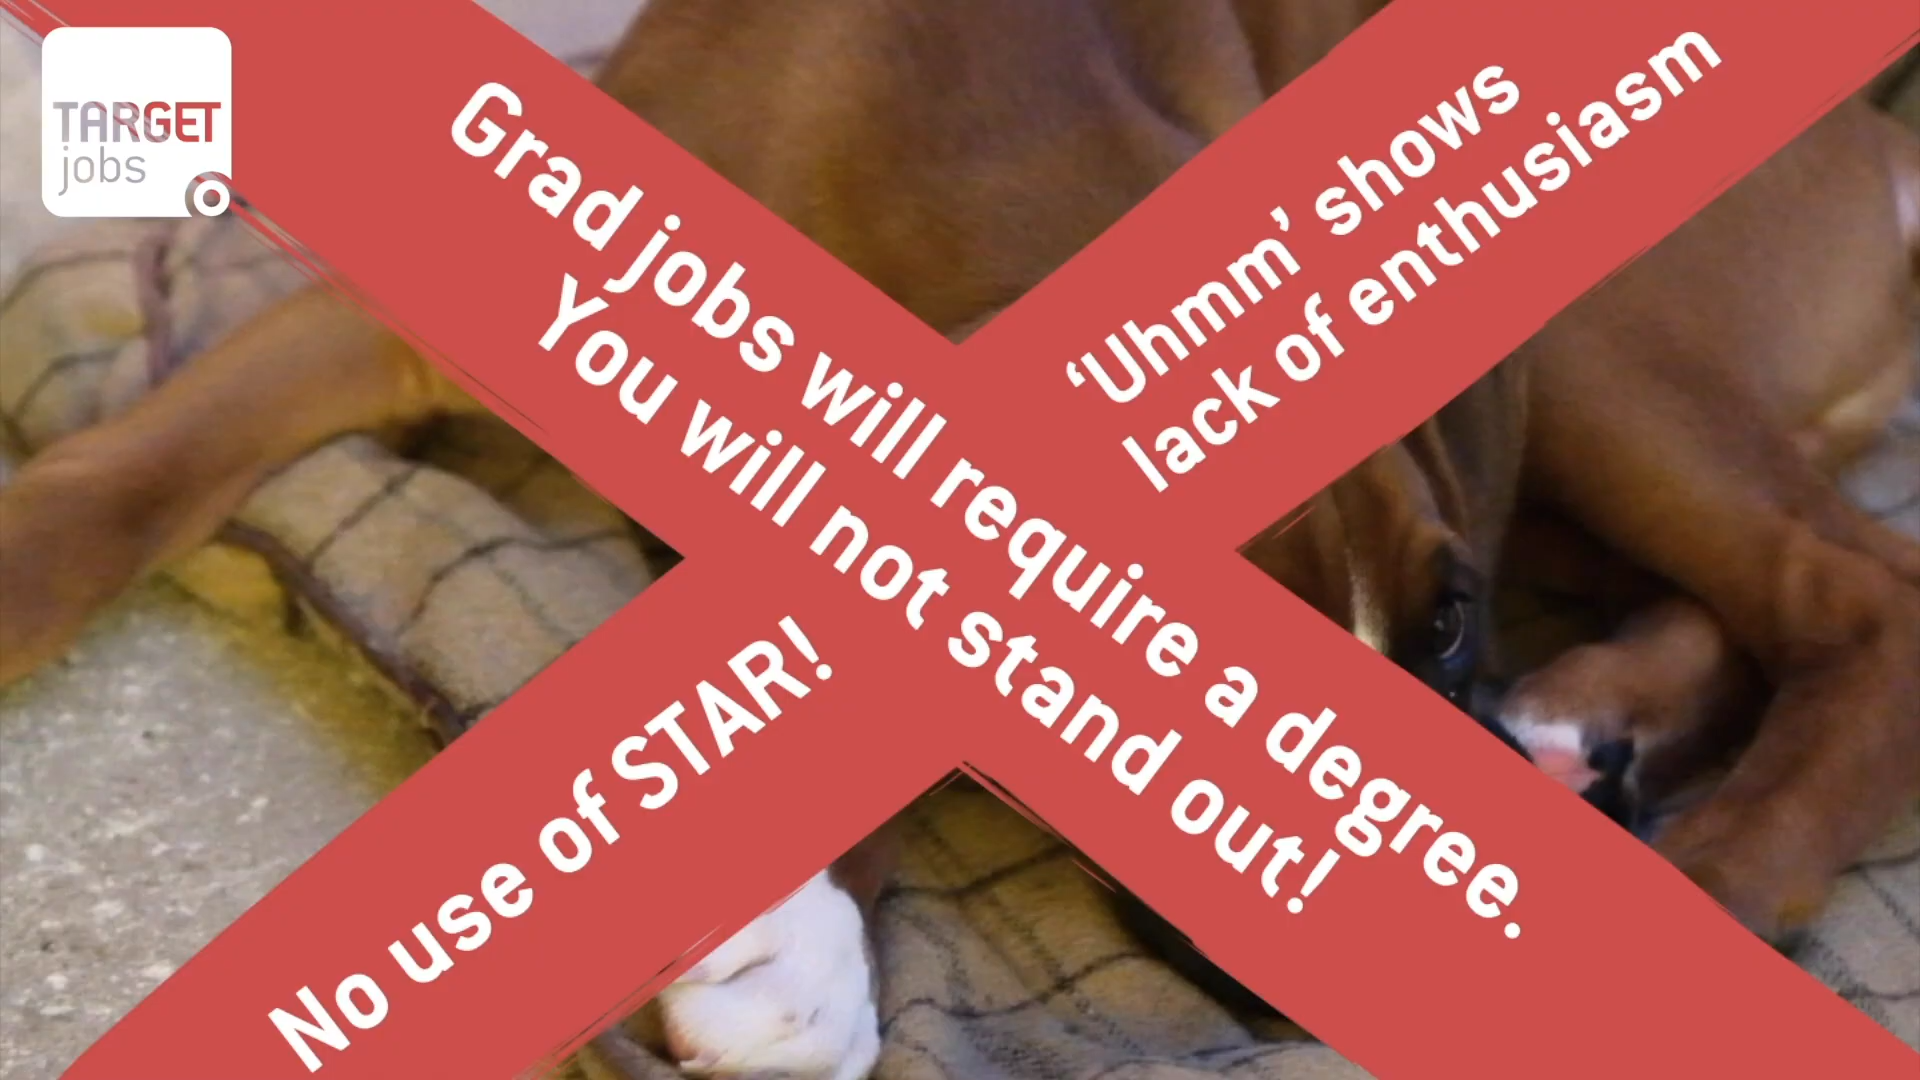 TARGET
jobs
Grad jobs will require a degree.
You will not stand out!
‘Uhmm’ shows
lack of enthusiasm
No use of STAR!